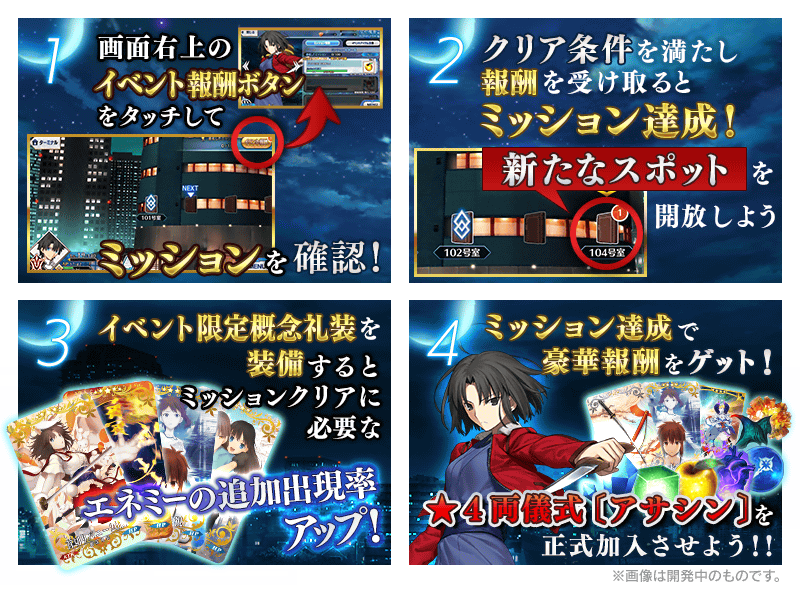 1
画面右上の
イベント報酬ボタン
をタッチして
ターミナル
NEXT
101号室
ミッションを確認!
2
クリア条件を満たし
報酬を受け取ると
ミッション達成!
新たなスポットを
開放しよう
1
102号室
104号室
3
イベント限定概念礼装を
装備すると
ミッションクリアに
必要な
エネミーの追加出現率
アップ!
4
ミッション達成で
豪華報酬をゲット!
★4両儀式〔アサシン〕を
正式加入させよう!!
※画像は開発中のものです。